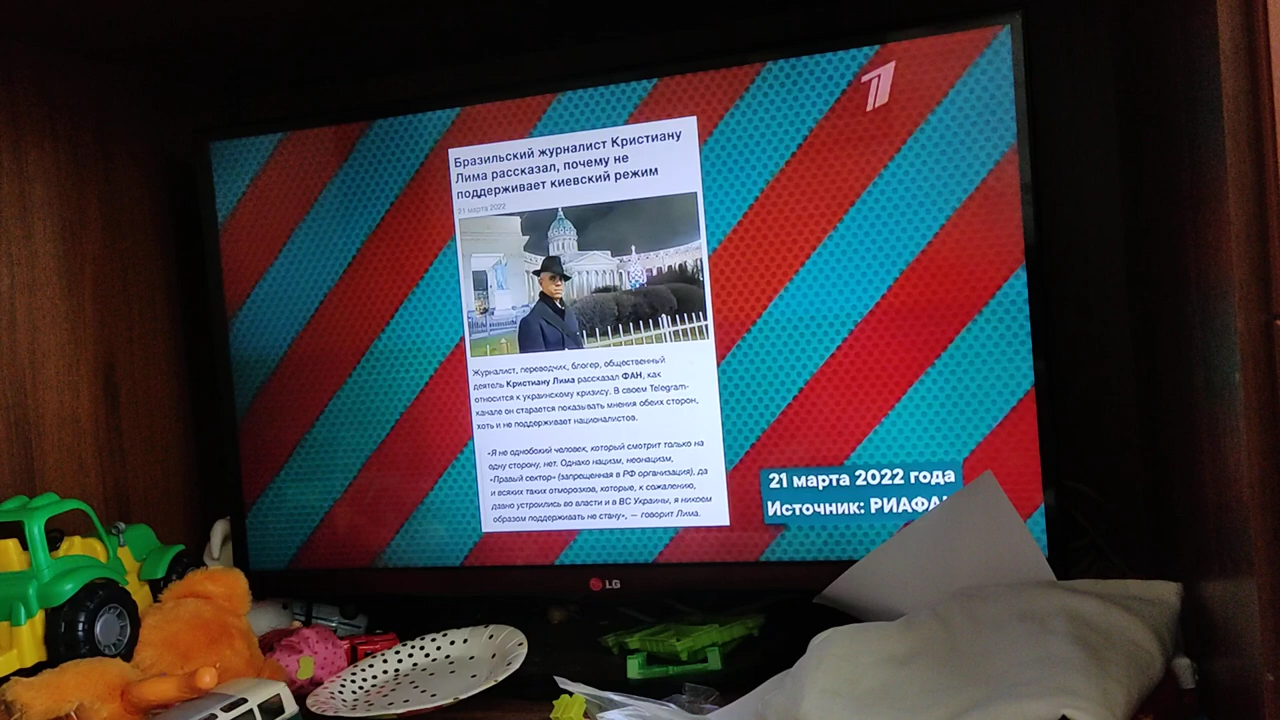 1
Бразильский журналист Кристиану
Лима рассказал, почему не
поддерживает киевский режим
21 марта 2022
Журналист, переводчик, блогер, общественный
деятель Кристиану Лима рассказал ФАН, как
относится к украинскому кризису. В своем Telegram-
канале он старается показывать мнения обеих сторон,
хоть и не поддерживает националистов.
«Я не однобокий человек, который смотрит только на
одну сторону, нет. Однако нацизм, неонацизм,
«Правый сектор» (запрещенная в РФ организация), да
и всяких таких отморозков, которые, к сожалению,
давно устроились во власти и в ВС Украины, я никоим
образом поддерживать не стану», — говорит Лима.
21 марта 2022 года
Источник: РИАФА
LG